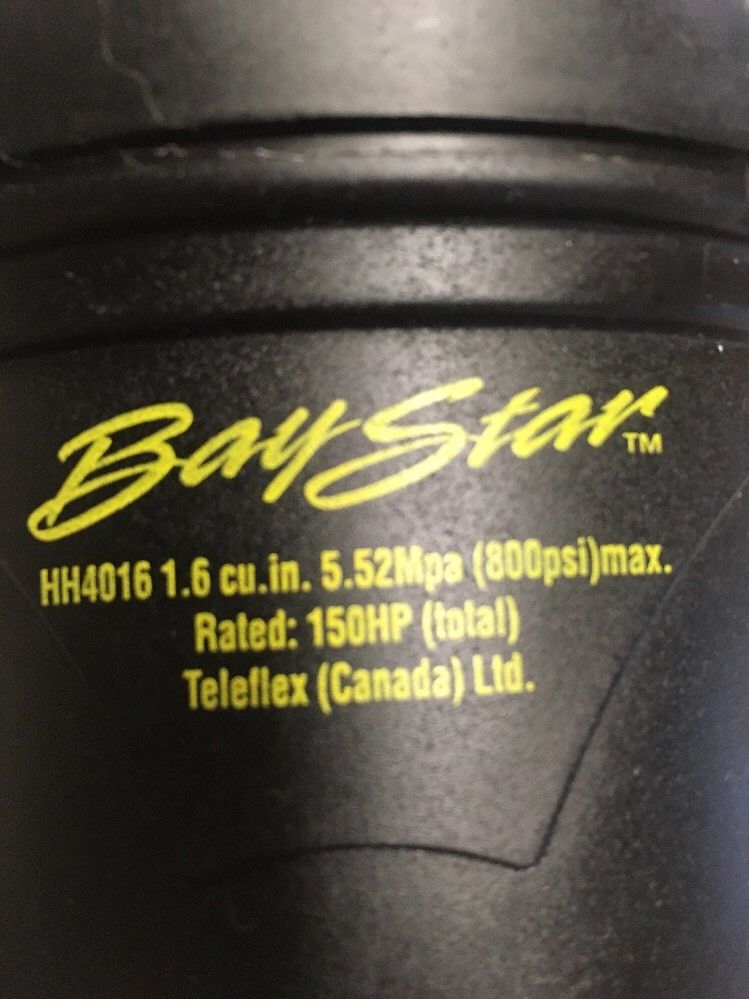 BayStar™
HH4016 1.6 cu.in. 5.52Mpa (800psi)max.
Rated: 150HP (total)
Teleflex (Canada) Ltd.